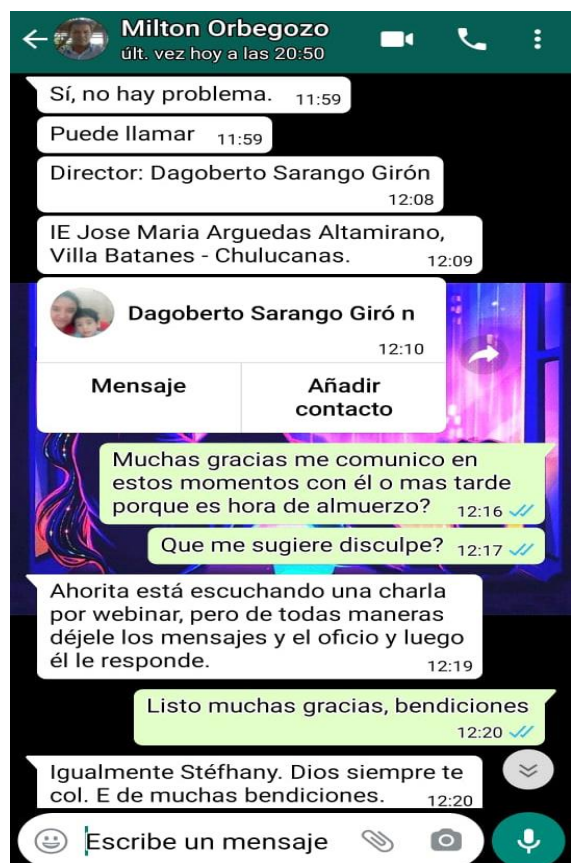 Milton Orbegozo
últ. vez hoy a las 20:50
Sí, no hay problema. 11:59
Puede llamar 11:59
Director: Dagoberto Sarango Girón
12:08
IE Jose Maria Arguedas Altamirano,
Villa Batanes - Chulucanas. 12:09
Dagoberto Sarango Giró n
12:10
Mensaje
Añadir
contacto
Muchas gracias me comunico en
estos momentos con él o mas tarde
porque es hora de almuerzo? 12:16
Que me sugiere disculpe? 12:17
Ahorita está escuchando una charla
por webinar, pero de todas maneras
déjele los mensajes y el oficio y luego
él le responde. 12:19
Listo muchas gracias, bendiciones
12:20
Igualmente Stéfhany. Dios siempre te
col. E de muchas bendiciones. 12:20
Escribe un mensaje